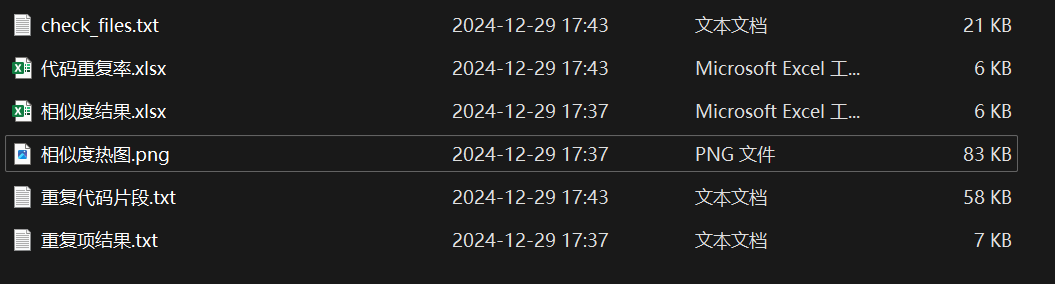 check_files.txt 2024-12-29 17:43 文本文档 21 KB
代码重复率.xlsx 2024-12-29 17:43 Microsoft Excel 工... 6 KB
相似度结果.xlsx 2024-12-29 17:37 Microsoft Excel 工... 6 KB
相似度热图.png 2024-12-29 17:37 PNG 文件 83 KB
重复代码片段.txt 2024-12-29 17:43 文本文档 58 KB
重复项结果.txt 2024-12-29 17:37 文本文档 7 KB